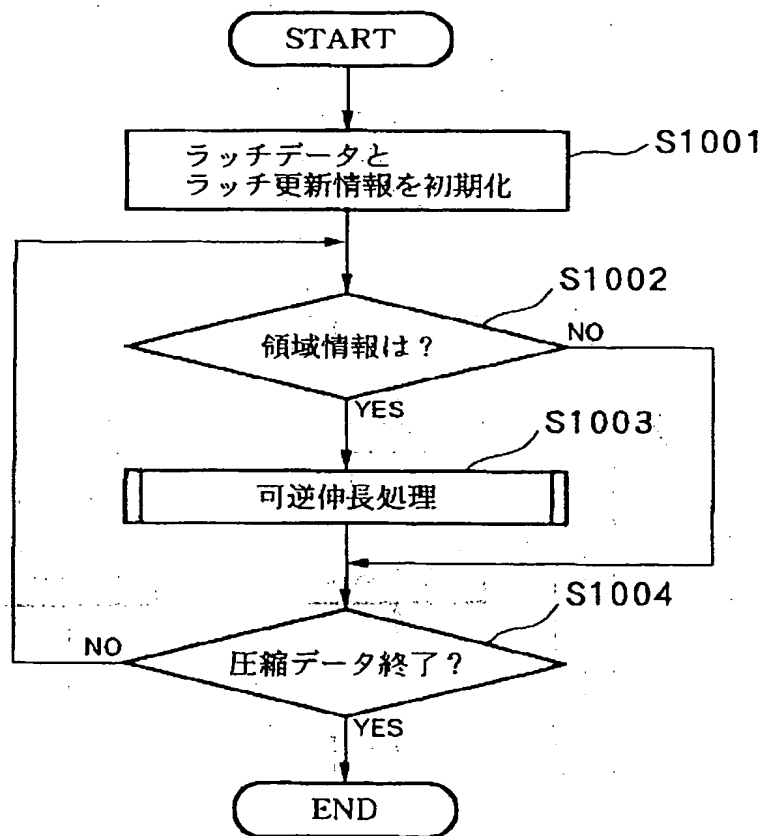 START
ラッチデータと
ラッチ更新情報を初期化
S1001
S1002
領域情報は？
NO
YES
S1003
可逆伸長処理
S1004
圧縮データ終了？
NO
YES
END